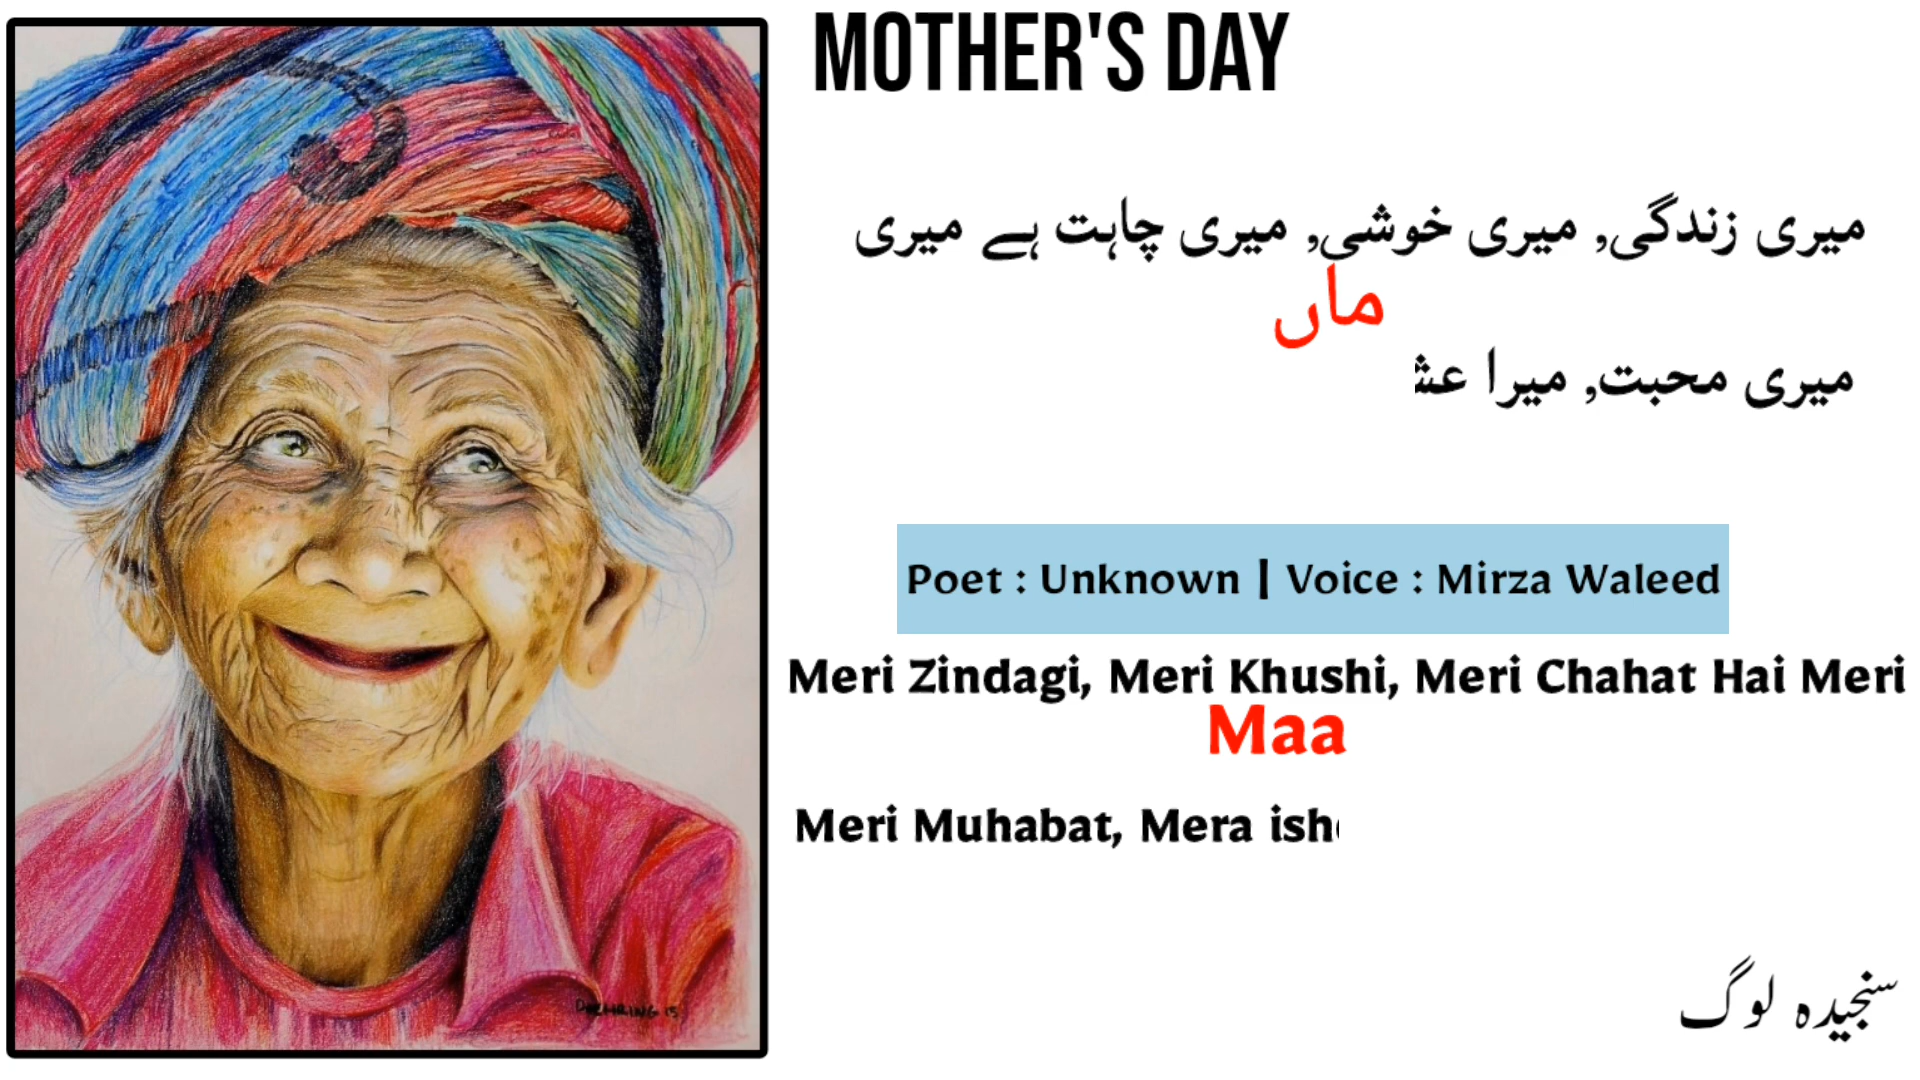 MOTHER'S DAY
میری زندگی, میری خوشی, میری چاہت ہے میری
ماں
میری محبت, میرا
Poet : Unknown | Voice : Mirza Waleed
Meri Zindagi, Meri Khushi, Meri Chahat Hai Meri
Maa
Meri Muhabat, Mera
سنجیدہ لوگ